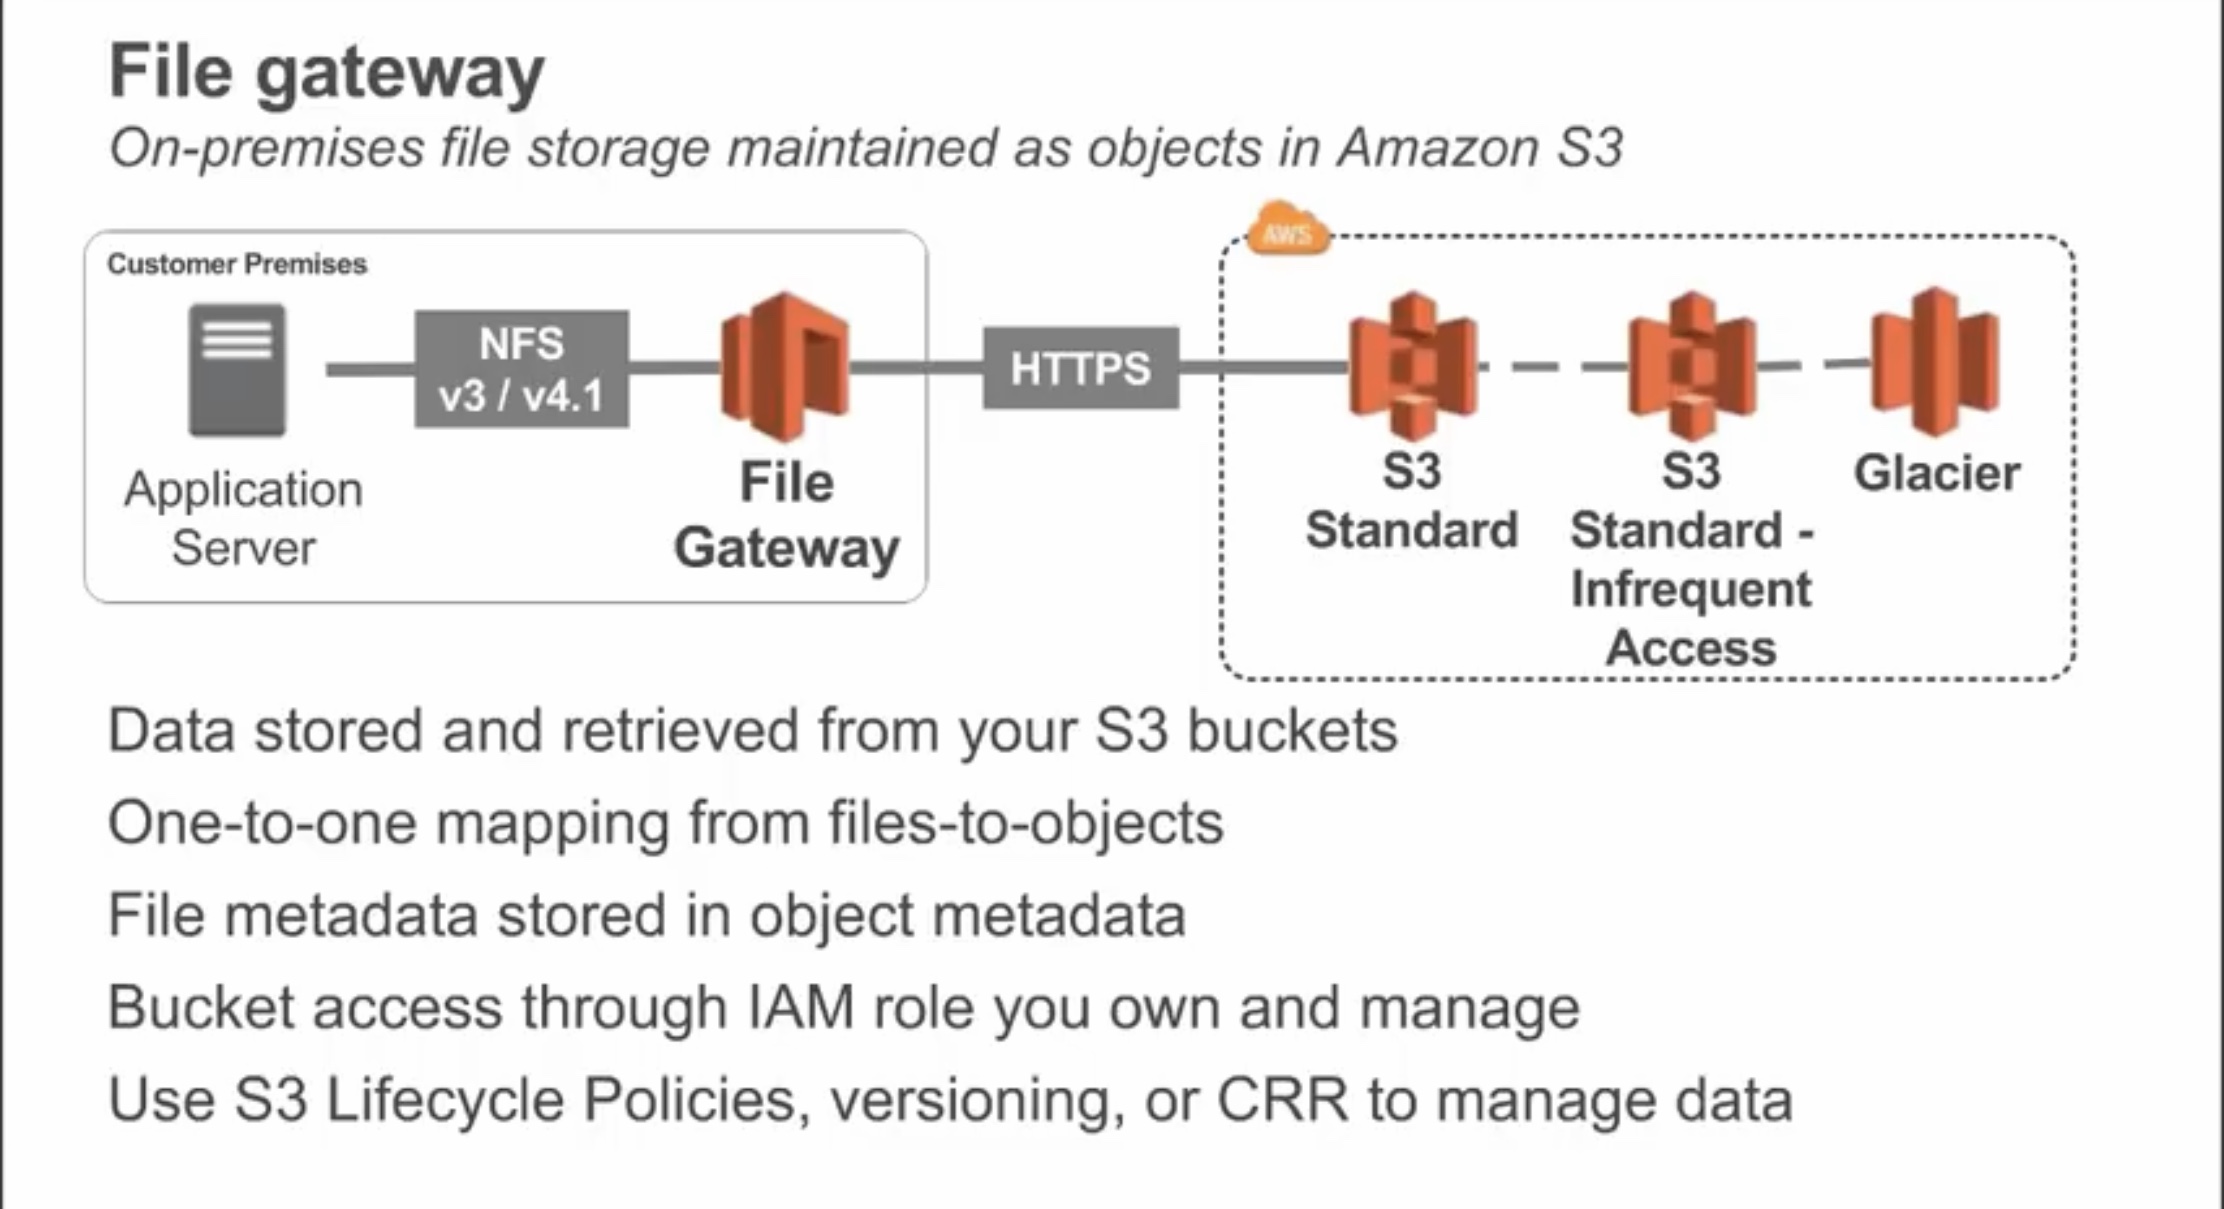 File gateway
On-premises file storage maintained as objects in Amazon S3
AWS
Customer Premises
NFS
v3 / v4.1
HTTPS
Application
Server
File
Gateway
S3
Standard
S3
Standard -
Infrequent
Access
Glacier
Data stored and retrieved from your S3 buckets
One-to-one mapping from files-to-objects
File metadata stored in object metadata
Bucket access through IAM role you own and manage
Use S3 Lifecycle Policies, versioning, or CRR to manage data